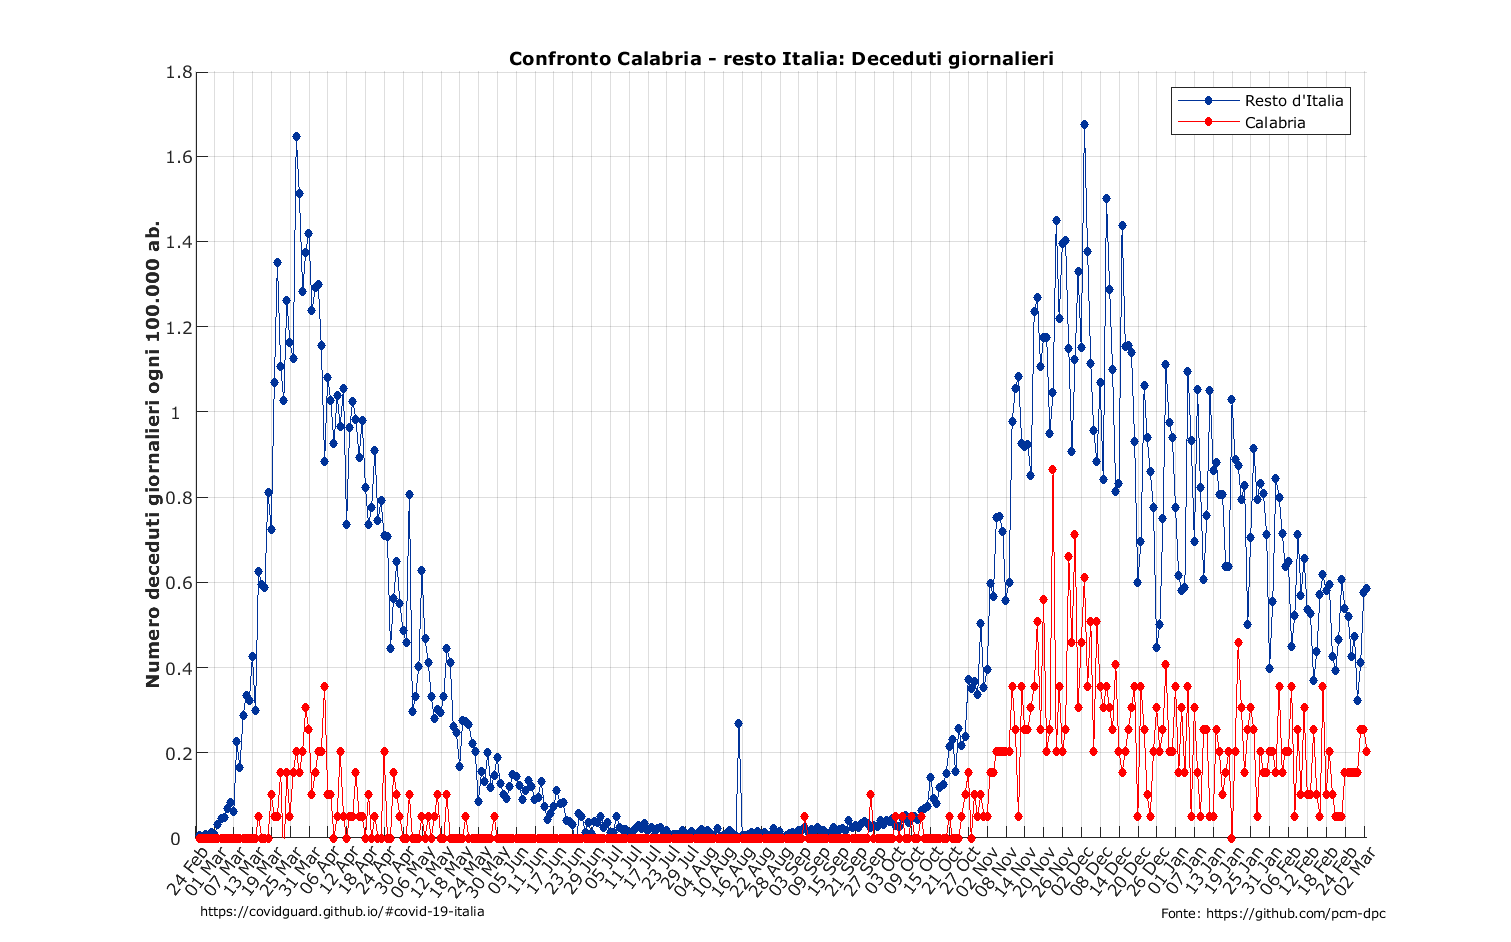 Confronto Calabria - resto Italia: Deceduti giornalieri
Numero deceduti giornalieri ogni 100.000 ab.
1.8
1.6
1.4
1.2
1
0.8
0.6
0.4
0.2
0
Resto d'Italia
Calabria
24 Feb
01 Mar
07 Mar
13 Mar
19 Mar
25 Mar
31 Mar
06 Apr
12 Apr
18 Apr
24 Apr
30 Apr
06 May
12 May
18 May
24 May
30 May
05 Jun
11 Jun
17 Jun
23 Jun
29 Jun
05 Jul
11 Jul
17 Jul
23 Jul
29 Jul
04 Aug
10 Aug
16 Aug
22 Aug
28 Aug
03 Sep
09 Sep
15 Sep
21 Sep
27 Sep
03 Oct
09 Oct
15 Oct
21 Oct
27 Oct
02 Nov
08 Nov
14 Nov
20 Nov
26 Nov
02 Dec
08 Dec
14 Dec
20 Dec
26 Dec
01 Jan
07 Jan
13 Jan
19 Jan
25 Jan
31 Jan
06 Feb
12 Feb
18 Feb
24 Feb
02 Mar
https://covidguard.github.io/#covid-19-italia
Fonte: https://github.com/pcm-dpc